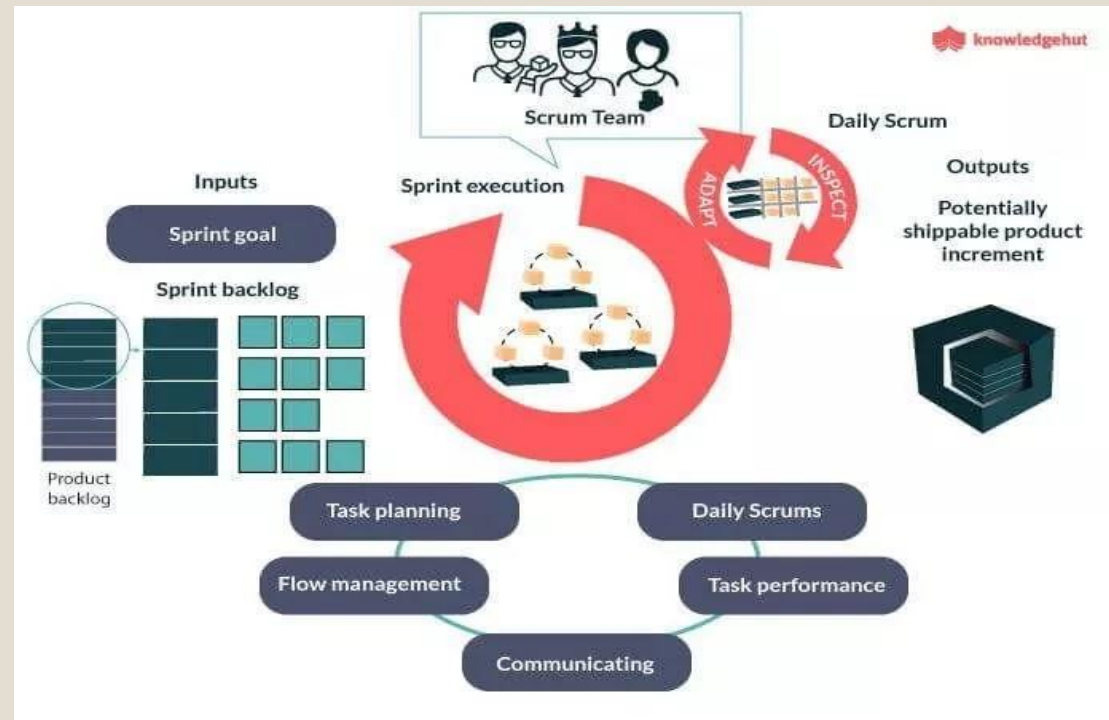 knowledgehut
Scrum Team
Daily Scrum
Inputs
Sprint execution
ADAPT
INSPECT
Outputs
Sprint goal
Potentially
shippable product
increment
Sprint backlog
Product
backlog
Task planning
Daily Scrums
Flow management
Task performance
Communicating